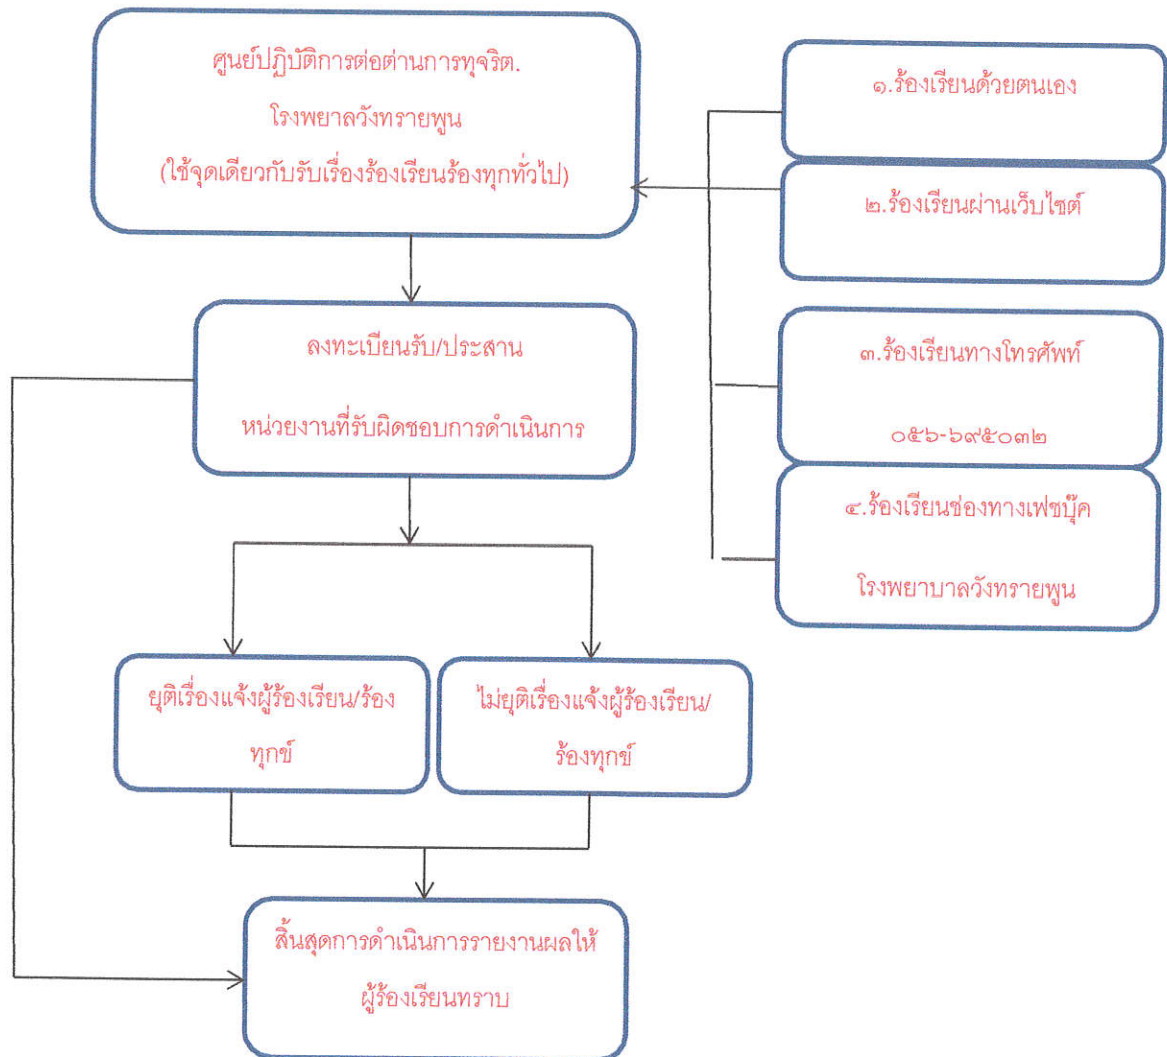 ศูนย์ปฏิบัติการต่อต่านการทุจริต.
โรงพยาลวังทรายพูน
(ใช้จุดเดียวกับรับเรื่องร้องเรียนร้องทุกทั่วไป)
๑.ร้องเรียนด้วยตนเอง
๒.ร้องเรียนผ่านเว็บไซต์
๓.ร้องเรียนทางโทรศัพท์
๐๕๖-๖๙๕๐๓๒
๔.ร้องเรียนช่องทางเฟชบุ๊ค
โรงพยาบาลวังทรายพูน
ลงทะเบียนรับ/ประสาน
หน่วยงานที่รับผิดชอบการดำเนินการ
ยุติเรื่องแจ้งผู้ร้องเรียน/ร้อง
ทุกข์
ไม่ยุติเรื่องแจ้งผู้ร้องเรียน/
ร้องทุกข์
สิ้นสุดการดำเนินการรายงานผลให้
ผู้ร้องเรียนทราบ